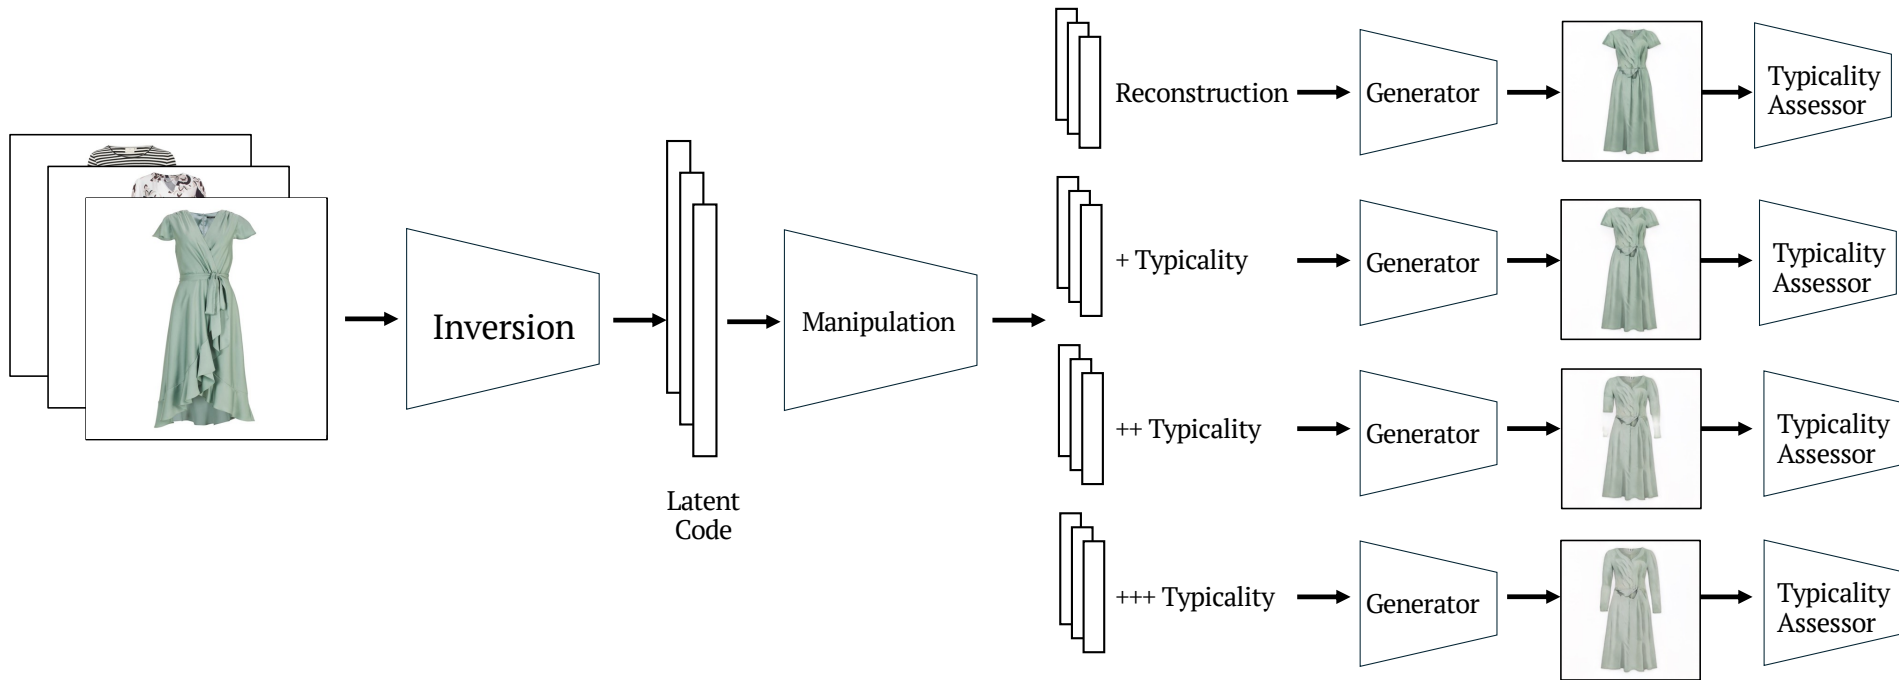 Inversion
Latent
Code
Manipulation
Reconstruction
Generator
Typicality
Assessor
+ Typicality
Generator
Typicality
Assessor
++ Typicality
Generator
Typicality
Assessor
+++ Typicality
Generator
Typicality
Assessor